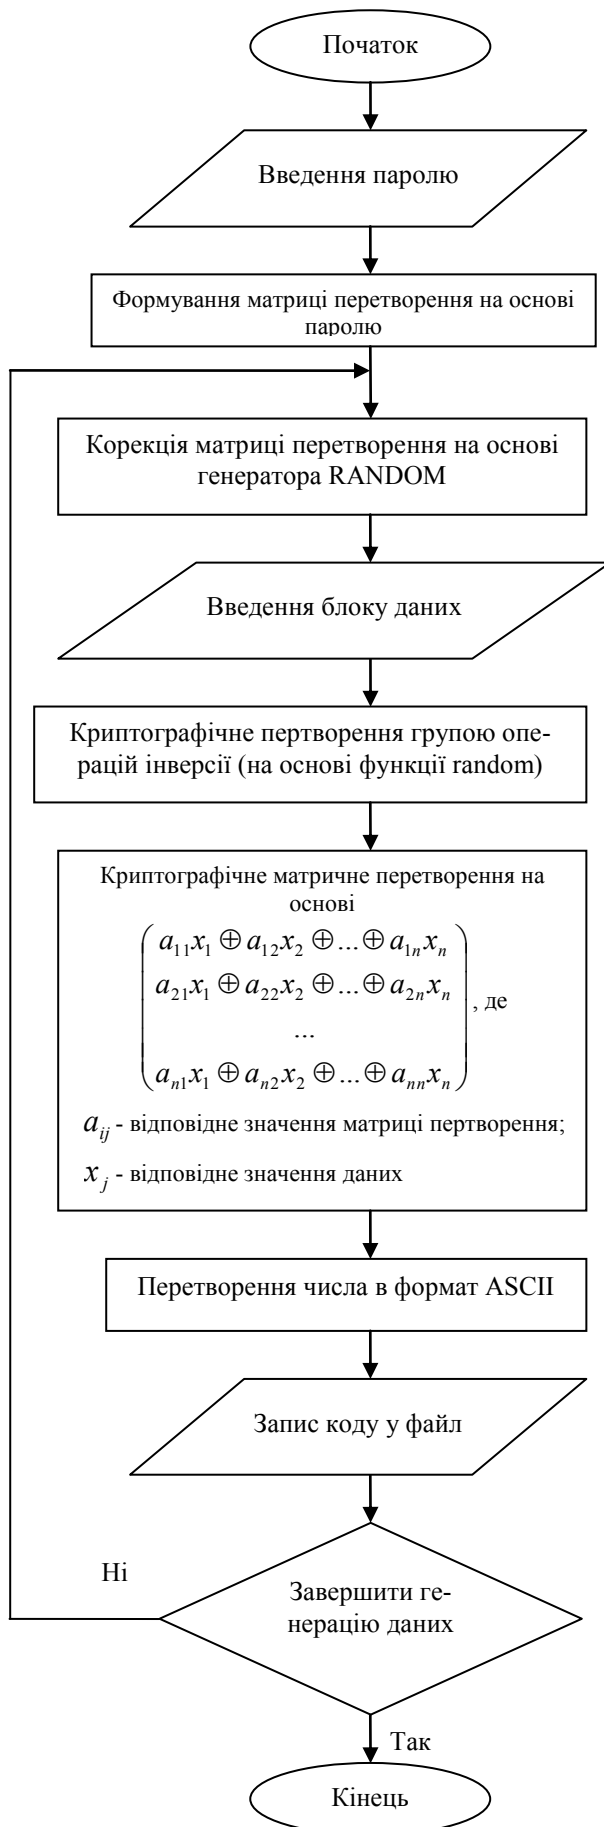 Початок
Введення паролю
Формування матриці перетворення на основі
паролю
Корекція матриці перетворення на основі
генератора RANDOM
Введення блоку даних
Криптографічне пертворення групою опе-
рацій інверсії (на основі функції random)
Криптографічне матричне перетворення на
основі
a₁₁x₁ ⊕ a₁₂x₂ ⊕ ... ⊕ a₁ₙxₙ
a₂₁x₁ ⊕ a₂₂x₂ ⊕ ... ⊕ a₂ₙxₙ
, де
...
aₙ₁x₁ ⊕ aₙ₂x₂ ⊕ ... ⊕ aₙₙxₙ
aᵢⱼ - відповідне значення матриці пертворення;
xⱼ - відповідне значення даних
Перетворення числа в формат ASCII
Запис коду у файл
Ні
Завершити ге-
нерацію даних
Так
Кінець